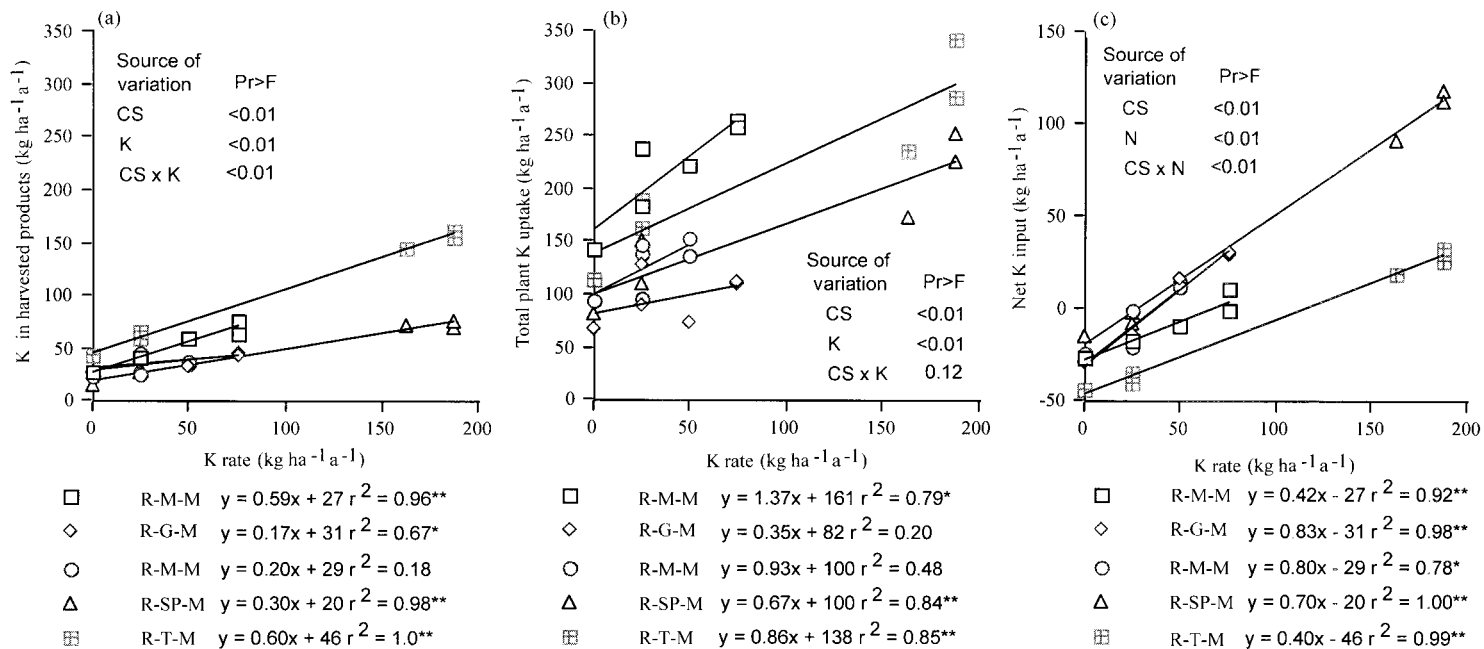 (a)
K in harvested products (kg ha⁻¹ a⁻¹)
350
300
250
200
150
100
50
0
Source of variation Pr>F
CS <0.01
K <0.01
CS x K <0.01
0 50 100 150 200
K rate (kg ha⁻¹ a⁻¹)
R-M-M y = 0.59x + 27 r² = 0.96**
R-G-M y = 0.17x + 31 r² = 0.67*
R-M-M y = 0.20x + 29 r² = 0.18
R-SP-M y = 0.30x + 20 r² = 0.98**
R-T-M y = 0.60x + 46 r² = 1.0**
(b)
Total plant K uptake (kg ha⁻¹ a⁻¹)
350
300
250
200
150
100
50
0
Source of variation Pr>F
CS <0.01
K <0.01
CS x K 0.12
0 50 100 150 200
K rate (kg ha⁻¹ a⁻¹)
R-M-M y = 1.37x + 161 r² = 0.79*
R-G-M y = 0.35x + 82 r² = 0.20
R-M-M y = 0.93x + 100 r² = 0.48
R-SP-M y = 0.67x + 100 r² = 0.84**
R-T-M y = 0.86x + 138 r² = 0.85**
(c)
Net K input (kg ha⁻¹ a⁻¹)
150
100
50
0
-50
Source of variation Pr>F
CS <0.01
N <0.01
CS x N <0.01
0 50 100 150 200
K rate (kg ha⁻¹ a⁻¹)
R-M-M y = 0.42x - 27 r² = 0.92**
R-G-M y = 0.83x - 31 r² = 0.98**
R-M-M y = 0.80x - 29 r² = 0.78*
R-SP-M y = 0.70x - 20 r² = 1.00**
R-T-M y = 0.40x - 46 r² = 0.99**